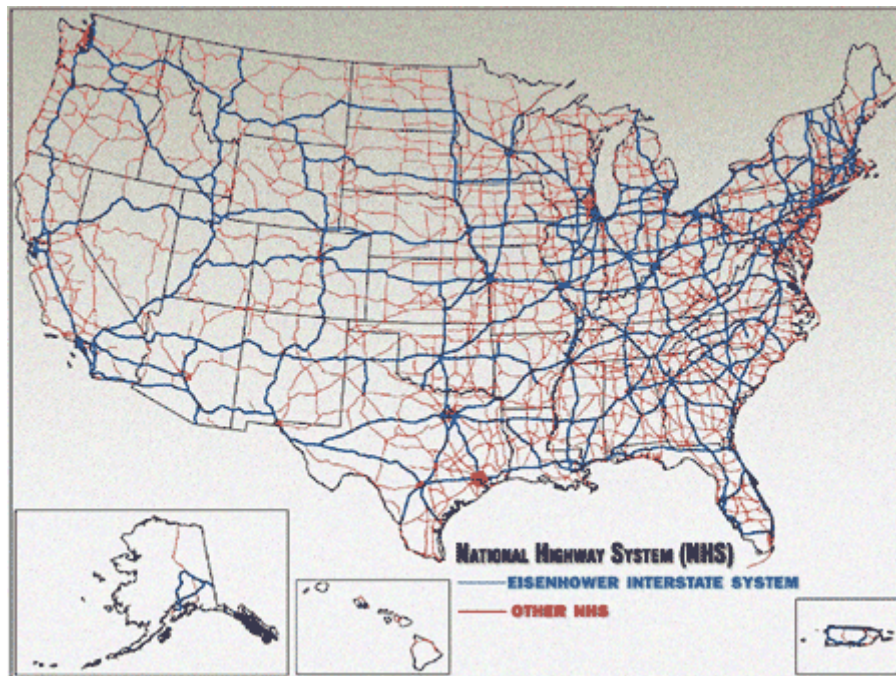 NATIONAL HIGHWAY SYSTEM (NHS)
EISENHOWER INTERSTATE SYSTEM
OTHER NHS